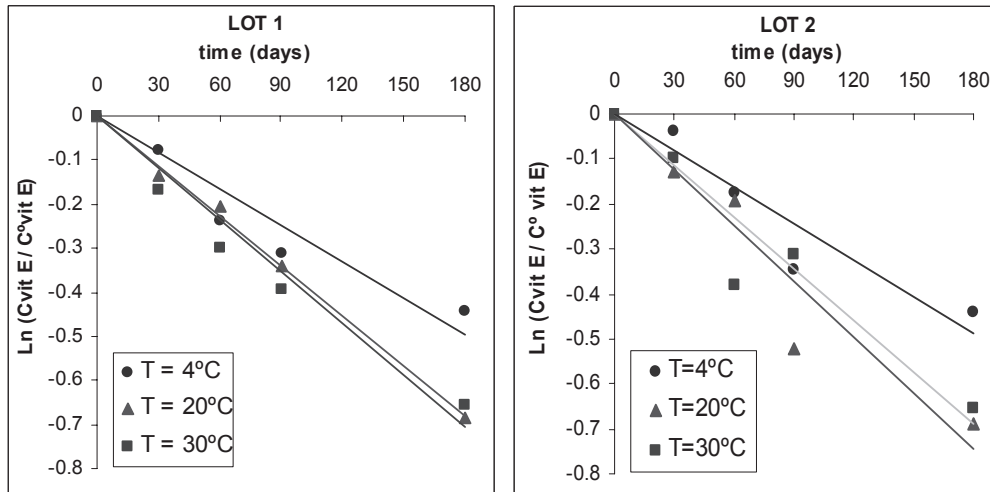 LOT 1
time (days)
0 30 60 90 120 150 180
0
-0.1
-0.2
-0.3
-0.4
-0.5
-0.6
-0.7
-0.8
Ln (Cvit E / Cºvit E)
T = 4ºC
T = 20ºC
T = 30ºC
LOT 2
time (days)
0 30 60 90 120 150 180
0
-0.1
-0.2
-0.3
-0.4
-0.5
-0.6
-0.7
-0.8
Ln (Cvit E / Cº vit E)
T=4ºC
T=20ºC
T=30ºC